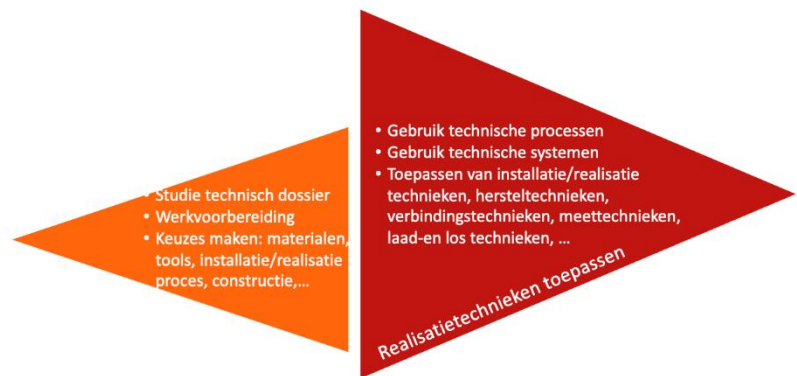 • Studie technisch dossier
• Werkvoorbereiding
• Keuzes maken: materialen,
tools, installatie/realisatie
proces, constructie,...
• Gebruik technische processen
• Gebruik technische systemen
• Toepassen van installatie/realisatie
technieken, hersteltechnieken,
verbindingstechnieken, meettechnieken,
laad-en los technieken, ...
Realisatietechnieken toepassen